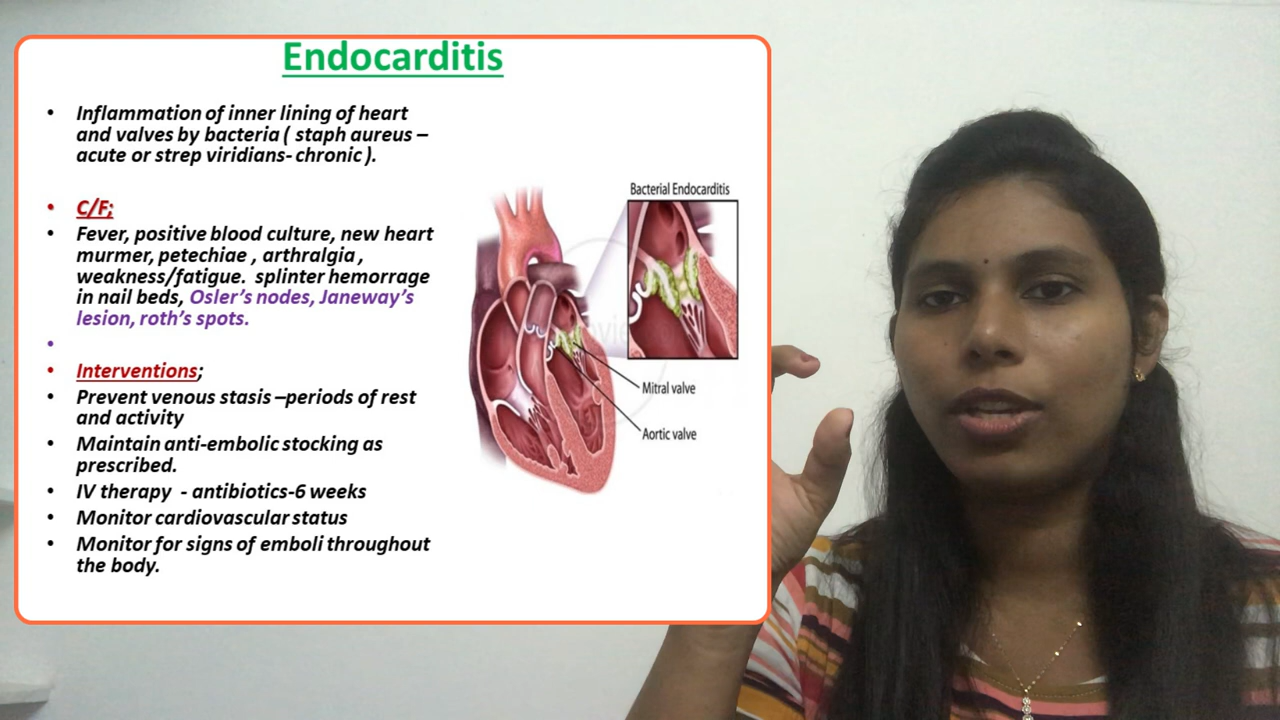 Endocarditis
• Inflammation of inner lining of heart
and valves by bacteria ( staph aureus –
acute or strep viridians- chronic ).
• C/F;
• Fever, positive blood culture, new heart
murmer, petechiae , arthralgia ,
weakness/fatigue. splinter hemorrage
in nail beds, Osler's nodes, Janeway's
lesion, roth's spots.
•
• Interventions;
• Prevent venous stasis –periods of rest
and activity
• Maintain anti-embolic stocking as
prescribed.
• IV therapy - antibiotics-6 weeks
• Monitor cardiovascular status
• Monitor for signs of emboli throughout
the body.
Bacterial Endocarditis
Mitral valve
Aortic valve